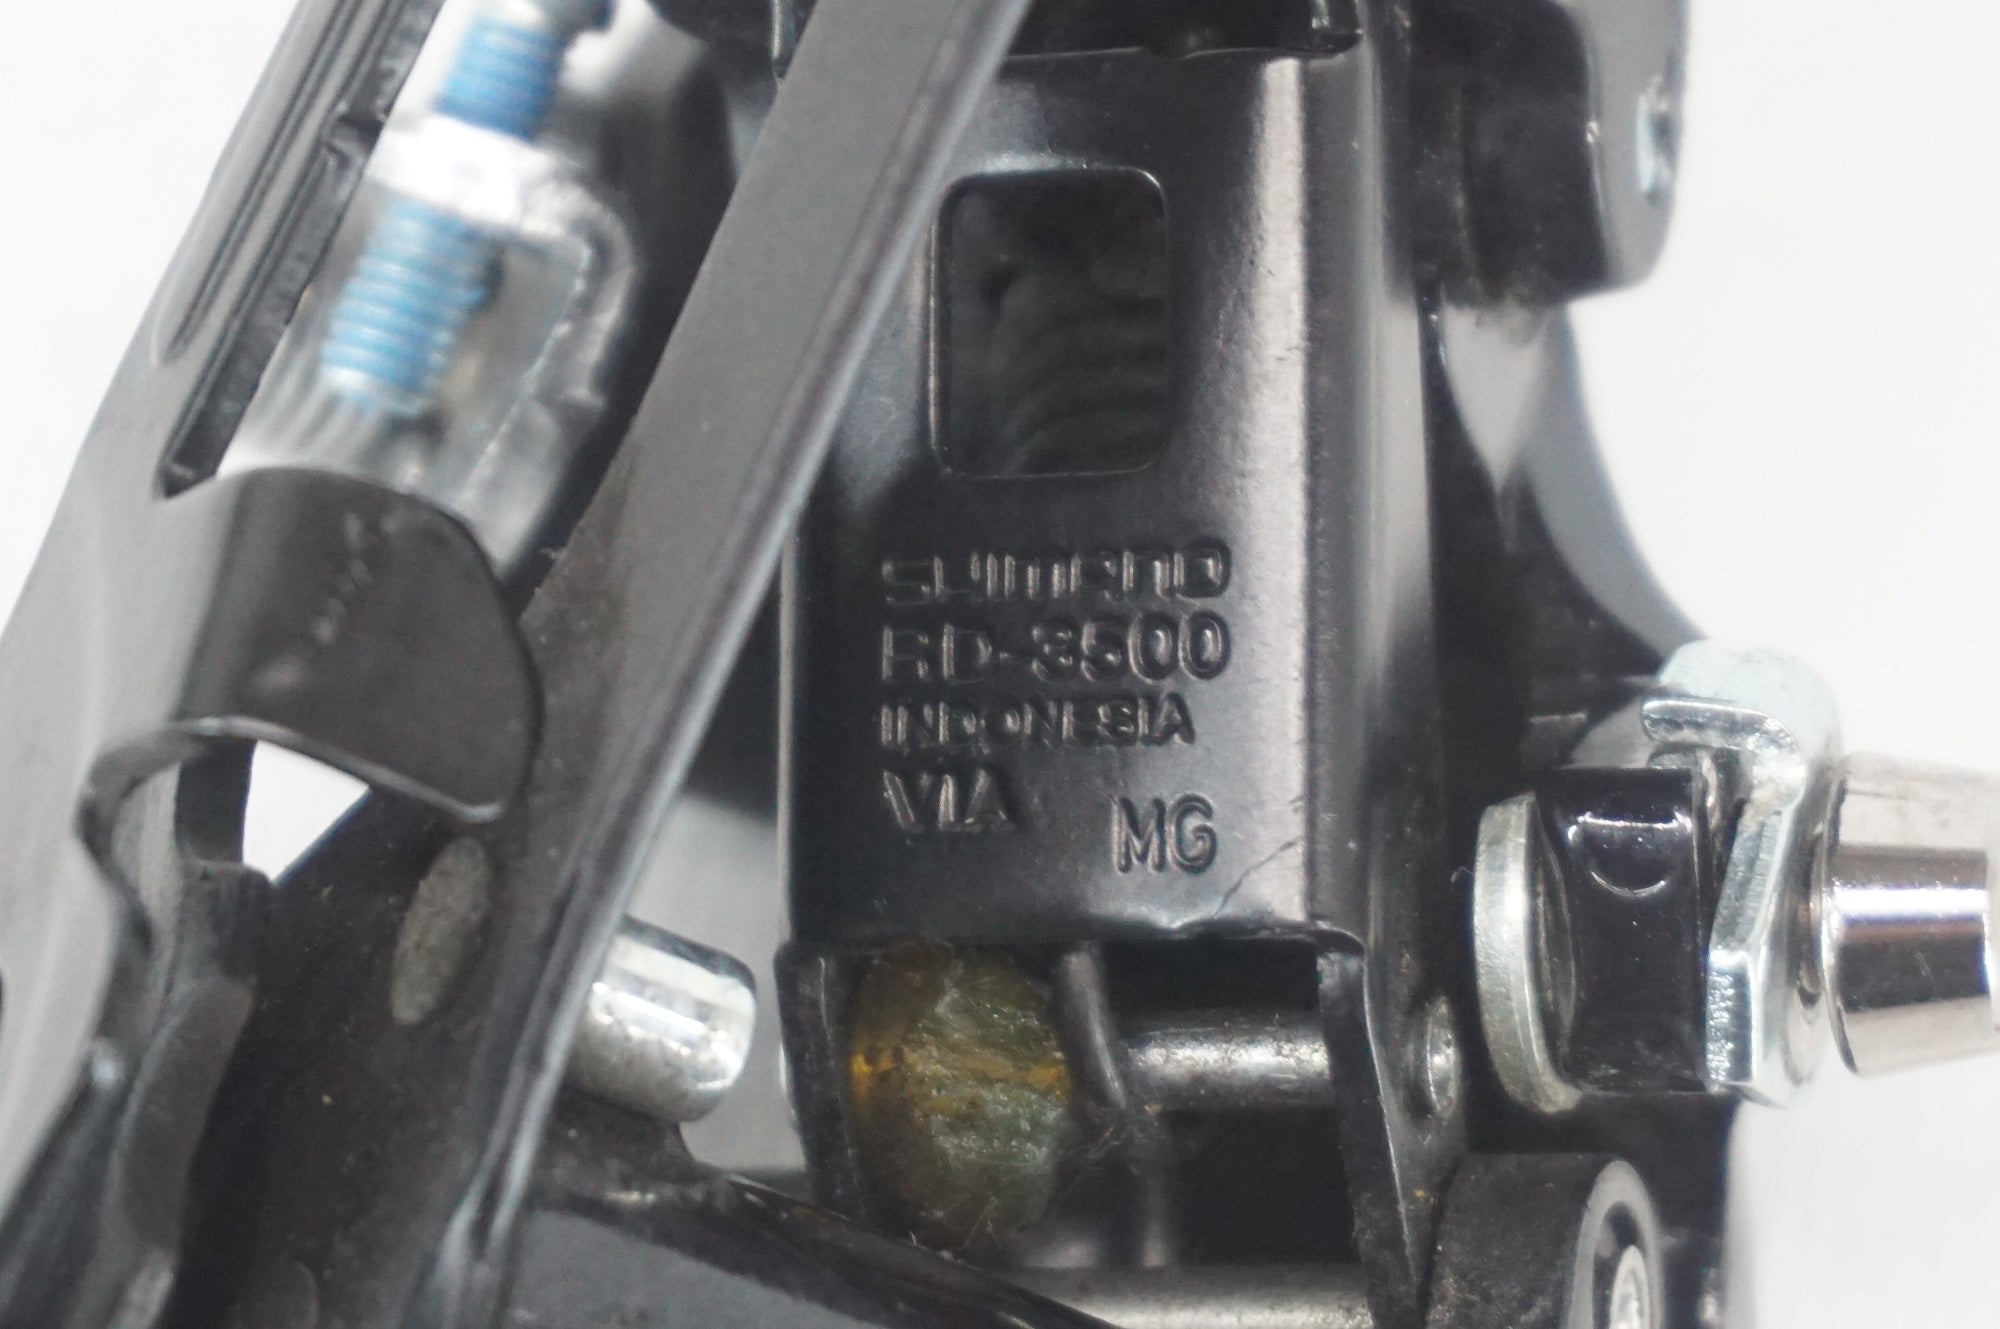 SHIMANO
RD-3500
INDONESIA
VIA MG